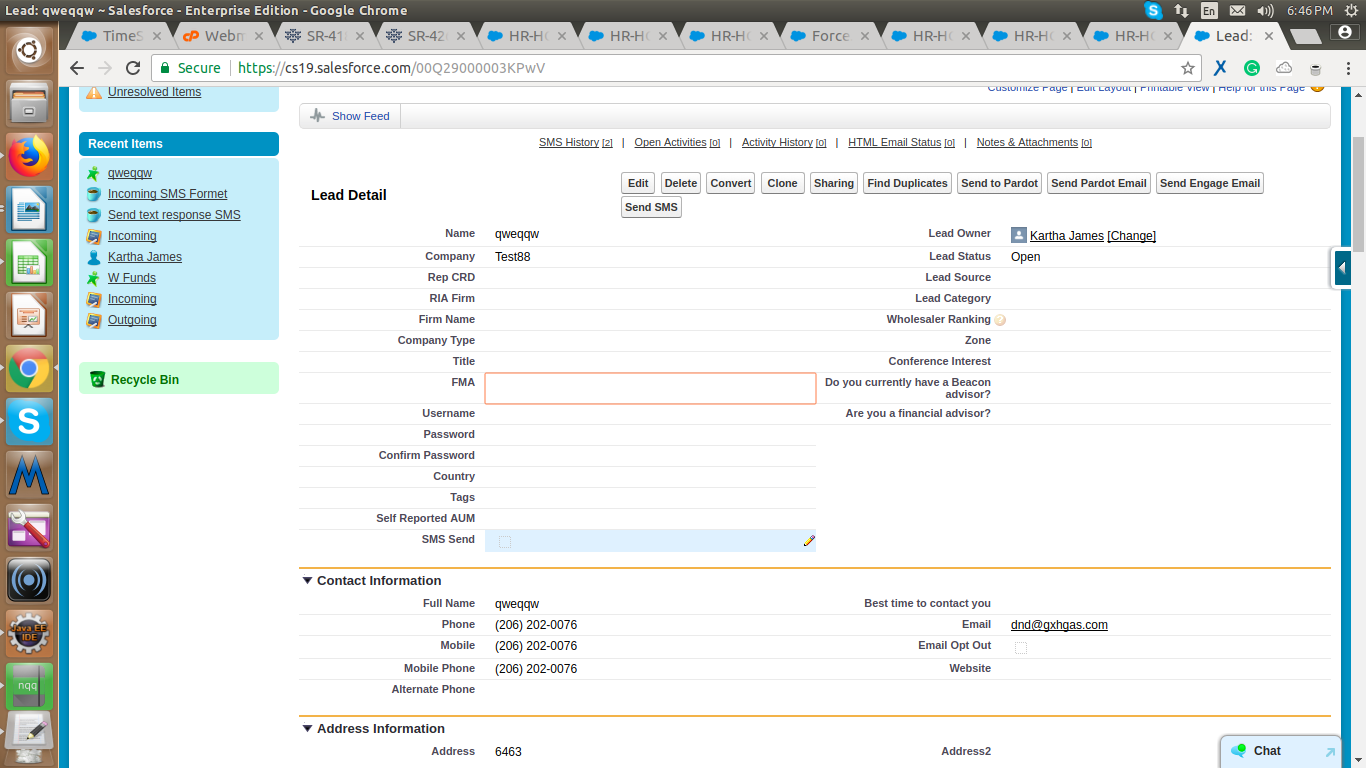 Lead: qweqqw ~ Salesforce - Enterprise Edition - Google Chrome
En
6:46 PM
TimeS
Webm
SR-41
SR-42
HR-HO
HR-HO
HR-HO
Force.
HR-HO
HR-HO
HR-HO
Lead:
Secure
https://cs19.salesforce.com/00Q29000003KPwV
Unresolved Items
Customize Page | Edit Layout | Printable View | Help for this Page
Show Feed
Recent Items
qweqqw
Incoming SMS Formet
Send text response SMS
Incoming
Kartha James
W Funds
Incoming
Outgoing
Recycle Bin
SMS History [2] | Open Activities [0] | Activity History [0] | HTML Email Status [0] | Notes & Attachments [0]
Lead Detail
Edit Delete Convert Clone Sharing Find Duplicates Send to Pardot Send Pardot Email Send Engage Email
Send SMS
Name qweqqw Lead Owner Kartha James [Change]
Company Test88 Lead Status Open
Rep CRD Lead Source
RIA Firm Lead Category
Firm Name Wholesaler Ranking
Company Type Zone
Title Conference Interest
FMA Do you currently have a Beacon
advisor?
Username Are you a financial advisor?
Password
Confirm Password
Country
Tags
Self Reported AUM
SMS Send
Contact Information
Full Name qweqqw Best time to contact you
Phone (206) 202-0076 Email dnd@gxhgas.com
Mobile (206) 202-0076 Email Opt Out
Mobile Phone (206) 202-0076 Website
Alternate Phone
Address Information
Address 6463 Address2
Chat
Java EE
IDE
nqq